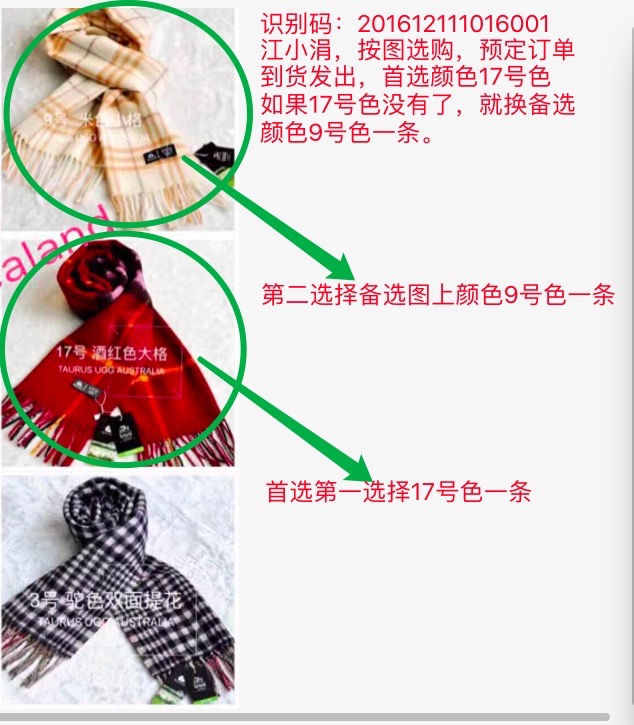 识别码：201612111016001
江小涓，按图选购，预定订单
到货发出，首选颜色17号色
如果17号色没有了，就换备选
颜色9号色一条。
9号 米色小格
ealand
第二选择备选图上颜色9号色一条
17号 酒红色大格
TAURUS UGG AUSTRALIA
首选第一选择17号色一条
3号 驼色双面提花
TAURUS UGG AUSTRALIA